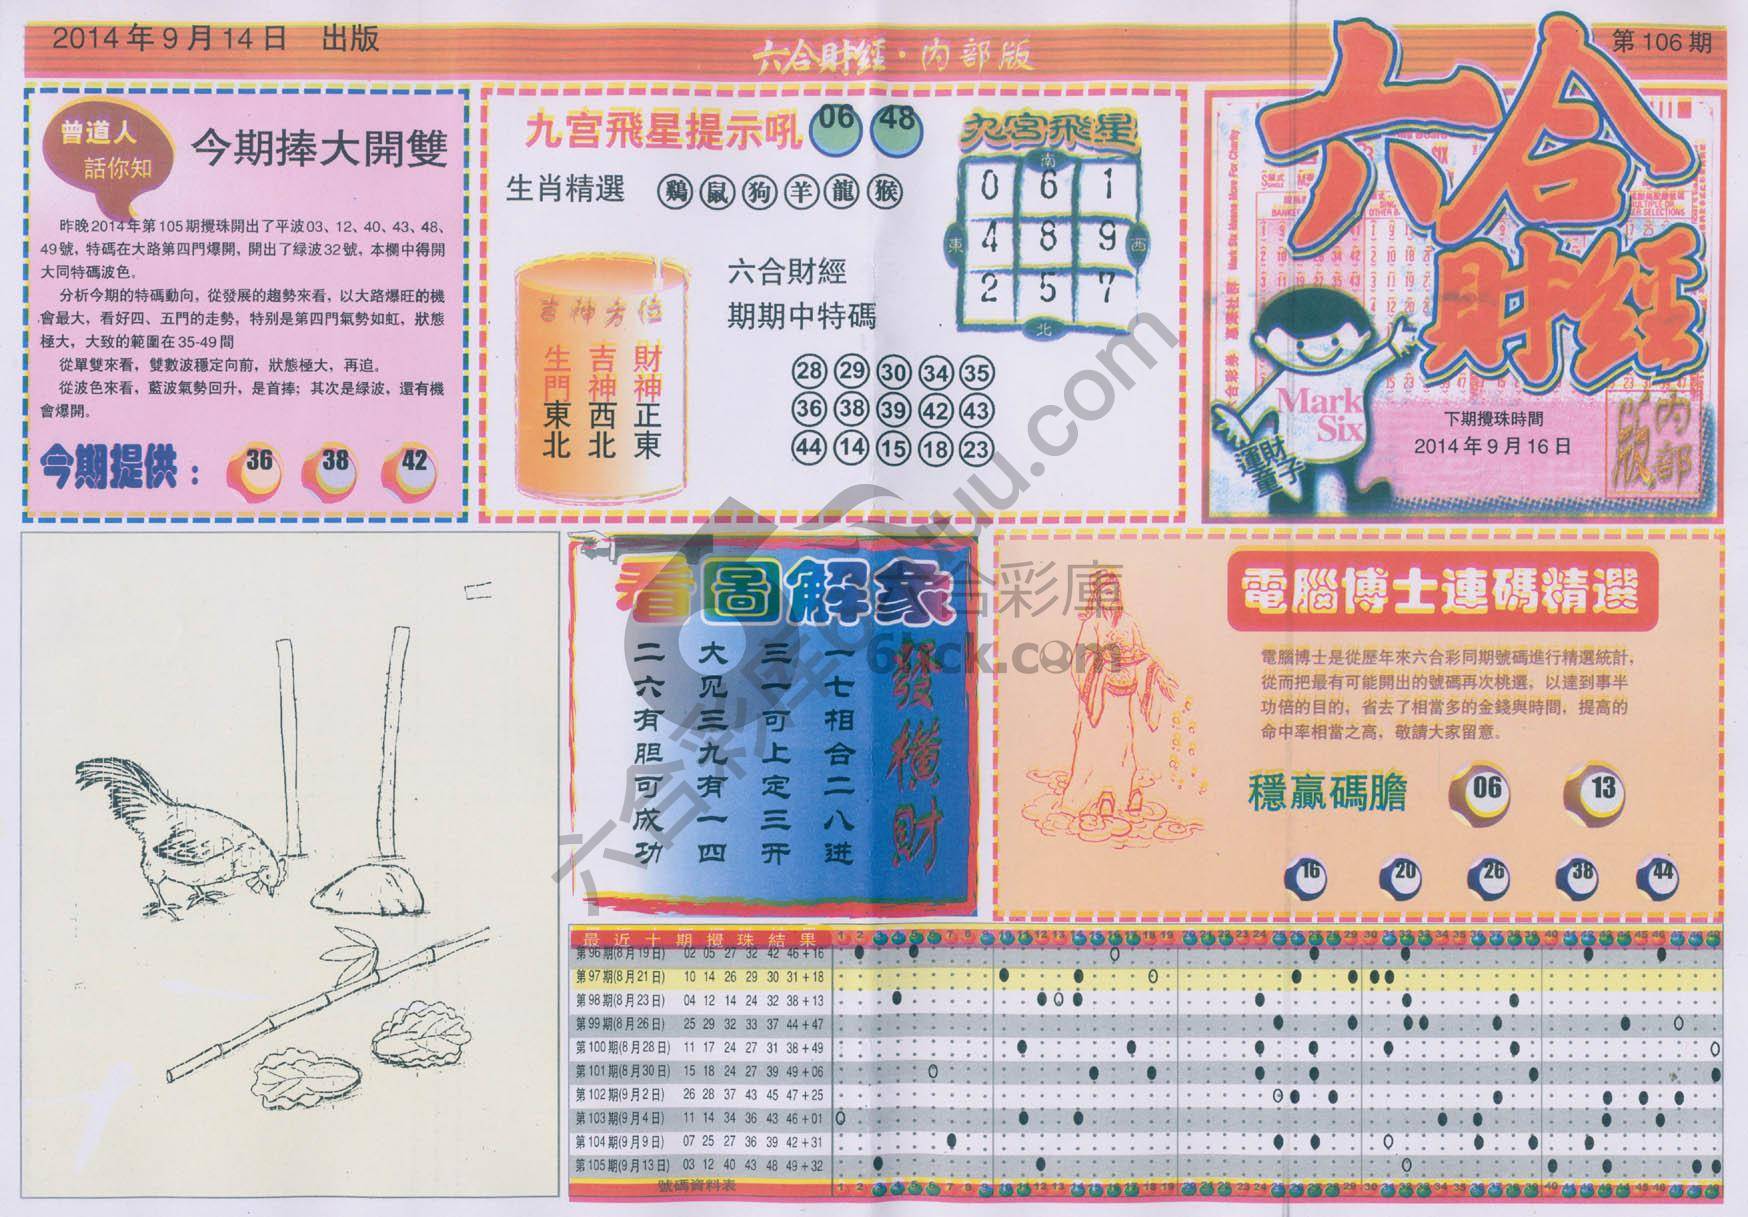 2014年9月14日 出版
六合財經·内部版
第106期
曾道人
話你知
今期捧大開雙
昨晚2014年第105期攪珠開出了平波03、12、40、43、48、
49號，特碼在大路第四門爆開，開出了綠波32號，本欄中得開
大同特碼波色。
分析今期的特碼動向，從發展的趨勢來看，以大路爆旺的機
會最大，看好四、五門的走勢，特別是第四門氣勢如虹，狀態
極大，大致的範圍在35-49間
從單雙來看，雙數波穩定向前，狀態極大，再追。
從波色來看，藍波氣勢回升，是首捧；其次是綠波，還有機
會爆開。
今期提供：
36 38 42
九宮飛星提示吼 06 48
生肖精選 鷄 鼠 狗 羊 龍 猴
吉神方位
財神 正東
吉神 西北
生門 東北
六合財經
期期中特碼
28 29 30 34 35
36 38 39 42 43
44 14 15 18 23
九宮飛星
南
0 6 1
東 4 8 9 西
2 5 7
北
六合
財經
Mark
Six
運財
童子
下期攪珠時間
2014年9月16日
内部
版
看圖解象
發橫財
一七相合二八进
三一可上定三开
大见三九有一四
二六有胆可成功
電腦博士連碼精選
電腦博士是從歷年來六合彩同期號碼進行精選統計，
從而把最有可能開出的號碼再次桃選，以達到事半
功倍的目的，省去了相當多的金錢與時間，提高的
命中率相當之高，敬請大家留意。
穩贏碼膽 06 13
16 20 26 38 44
最近十期攪珠結果
第96期(8月19日) 02 05 27 32 42 46+16
第97期(8月21日) 10 14 26 29 30 31+18
第98期(8月23日) 04 12 14 24 32 38+13
第99期(8月26日) 25 29 32 33 37 44+47
第100期(8月28日) 11 17 24 27 31 38+49
第101期(8月30日) 15 18 24 27 39 49+06
第102期(9月2日) 26 28 37 43 45 47+25
第103期(9月4日) 11 14 34 36 43 46+01
第104期(9月9日) 07 25 27 36 39 42+31
第105期(9月13日) 03 12 40 43 48 49+32
號碼資料表